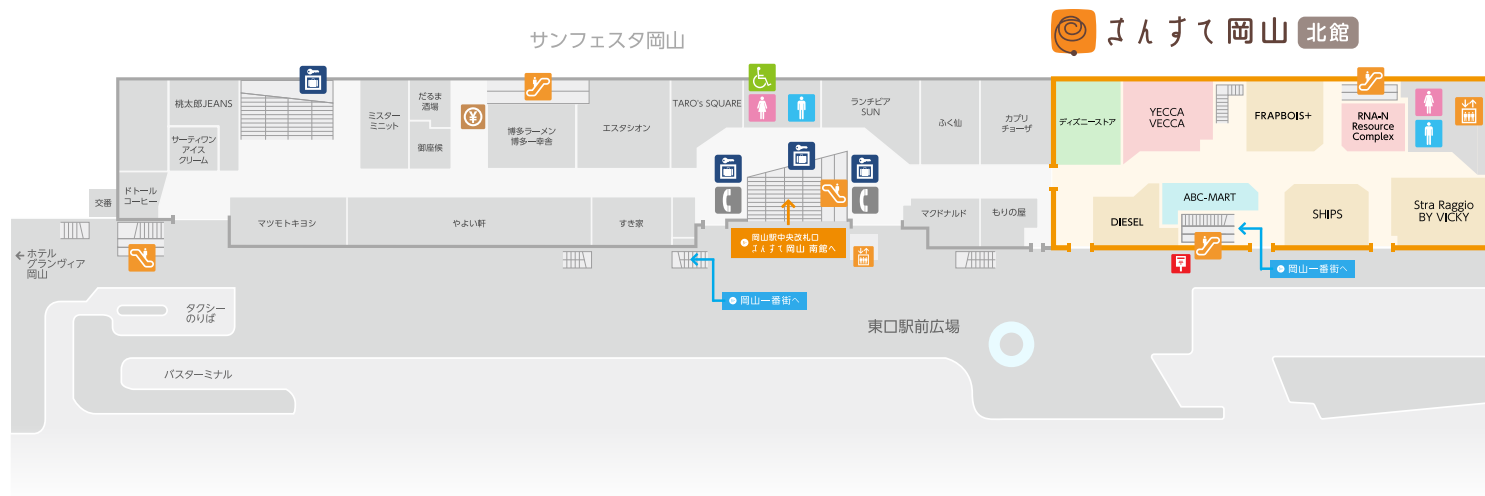 サンフェスタ岡山
さんすて岡山 北館
桃太郎JEANS
サーティワン
アイス
クリーム
ドトール
コーヒー
交番
ミスター
ミニット
だるま
酒場
御座候
博多ラーメン
博多一幸舎
エスタシオン
TARO's SQUARE
ランチビア
SUN
ふく仙
カプリ
チョーザ
ディズニーストア
YECCA
VECCA
FRAPBOIS+
RNA-N
Resource
Complex
マツモトキヨシ
やよい軒
すき家
マクドナルド
もりの屋
DIESEL
ABC-MART
SHIPS
Stra Raggio
BY VICKY
岡山駅中央改札口
さんすて岡山 南館へ
岡山一番街へ
岡山一番街へ
←ホテル
グランヴィア
岡山
タクシー
のりば
バスターミナル
東口駅前広場